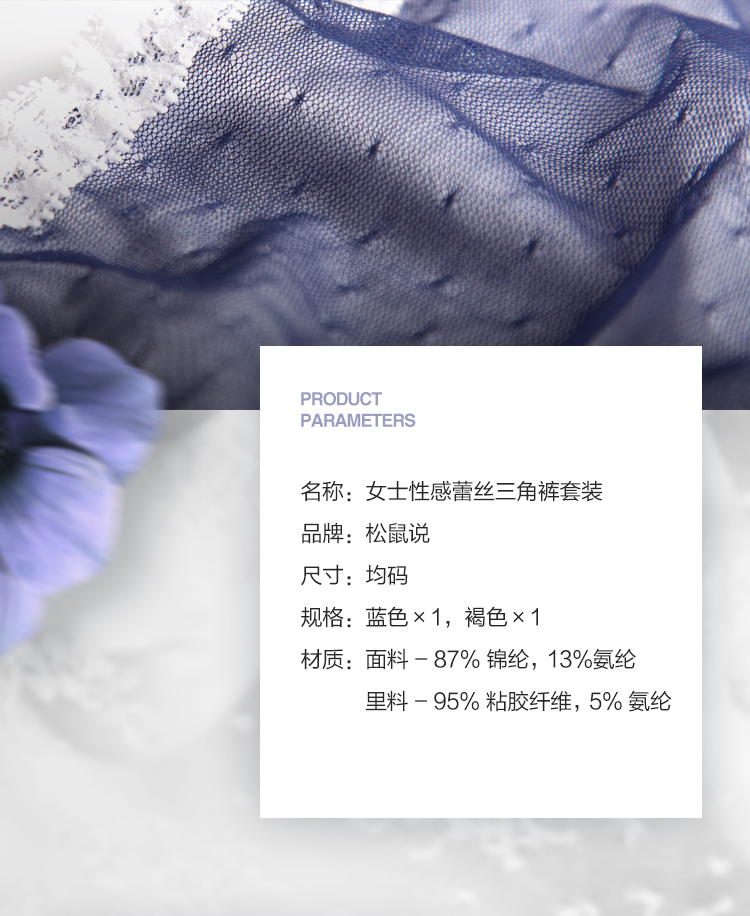 PRODUCT
PARAMETERS
名称：女士性感蕾丝三角裤套装
品牌：松鼠说
尺寸：均码
规格：蓝色×1，褐色×1
材质：面料－87% 锦纶，13%氨纶
里料－95% 粘胶纤维，5% 氨纶